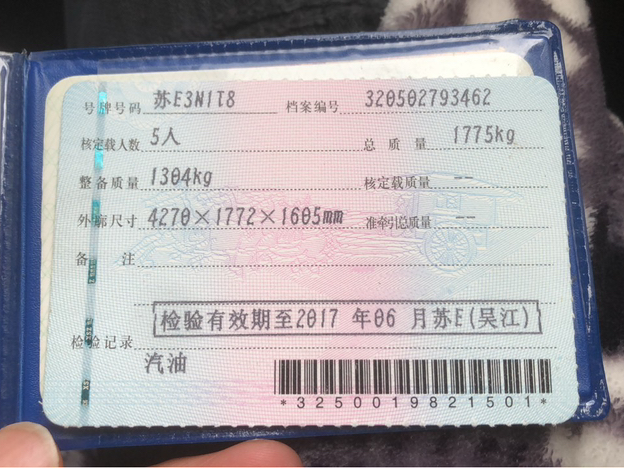 号牌号码 苏E3N1T8 档案编号 320502793462
核定载人数 5人 总 质 量 1775kg
整备质量 1304kg 核定载质量 --
外廓尺寸 4270×1772×1605mm 准牵引总质量 --
备 注
检验有效期至2017 年06 月苏E(吴江)
检验记录
汽油
*3250019821501*